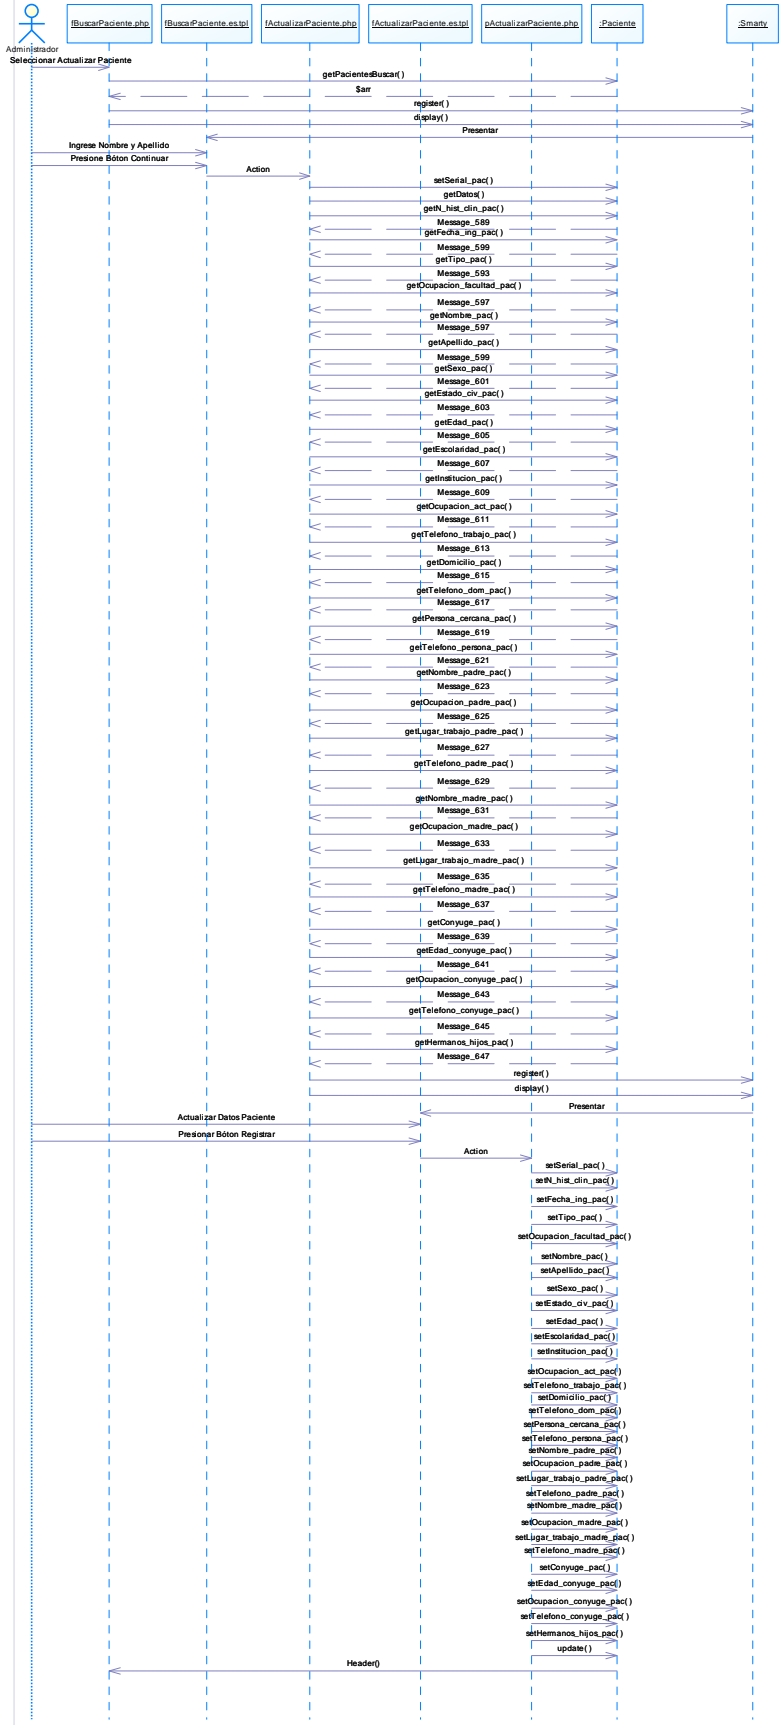 fBuscarPaciente.php
fBuscarPaciente.es.tpl
fActualizarPaciente.php
fActualizarPaciente.es.tpl
pActualizarPaciente.php
:Paciente
:Smarty
Administrador
Seleccionar Actualizar Paciente
getPacientesBuscar( )
$arr
register( )
display( )
Presentar
Ingrese Nombre y Apellido
Presione Bóton Continuar
Action
setSerial_pac( )
getDatos( )
getN_hist_clin_pac( )
Message_589
getFecha_ing_pac( )
Message_599
getTipo_pac( )
Message_593
getOcupacion_facultad_pac( )
Message_597
getNombre_pac( )
Message_597
getApellido_pac( )
Message_599
getSexo_pac( )
Message_601
getEstado_civ_pac( )
Message_603
getEdad_pac( )
Message_605
getEscolaridad_pac( )
Message_607
getInstitucion_pac( )
Message_609
getOcupacion_act_pac( )
Message_611
getTelefono_trabajo_pac( )
Message_613
getDomicilio_pac( )
Message_615
getTelefono_dom_pac( )
Message_617
getPersona_cercana_pac( )
Message_619
getTelefono_persona_pac( )
Message_621
getNombre_padre_pac( )
Message_623
getOcupacion_padre_pac( )
Message_625
getLugar_trabajo_padre_pac( )
Message_627
getTelefono_padre_pac( )
Message_629
getNombre_madre_pac( )
Message_631
getOcupacion_madre_pac( )
Message_633
getLugar_trabajo_madre_pac( )
Message_635
getTelefono_madre_pac( )
Message_637
getConyuge_pac( )
Message_639
getEdad_conyuge_pac( )
Message_641
getOcupacion_conyuge_pac( )
Message_643
getTelefono_conyuge_pac( )
Message_645
getHermanos_hijos_pac( )
Message_647
register( )
display( )
Presentar
Actualizar Datos Paciente
Presionar Bóton Registrar
Action
setSerial_pac( )
setN_hist_clin_pac( )
setFecha_ing_pac( )
setTipo_pac( )
setOcupacion_facultad_pac( )
setNombre_pac( )
setApellido_pac( )
setSexo_pac( )
setEstado_civ_pac( )
setEdad_pac( )
setEscolaridad_pac( )
setInstitucion_pac( )
setOcupacion_act_pac( )
setTelefono_trabajo_pac( )
setDomicilio_pac( )
setTelefono_dom_pac( )
setPersona_cercana_pac( )
setTelefono_persona_pac( )
setNombre_padre_pac( )
setOcupacion_padre_pac( )
setLugar_trabajo_padre_pac( )
setTelefono_padre_pac( )
setNombre_madre_pac( )
setOcupacion_madre_pac( )
setLugar_trabajo_madre_pac( )
setTelefono_madre_pac( )
setConyuge_pac( )
setEdad_conyuge_pac( )
setOcupacion_conyuge_pac( )
setTelefono_conyuge_pac( )
setHermanos_hijos_pac( )
update( )
Header()